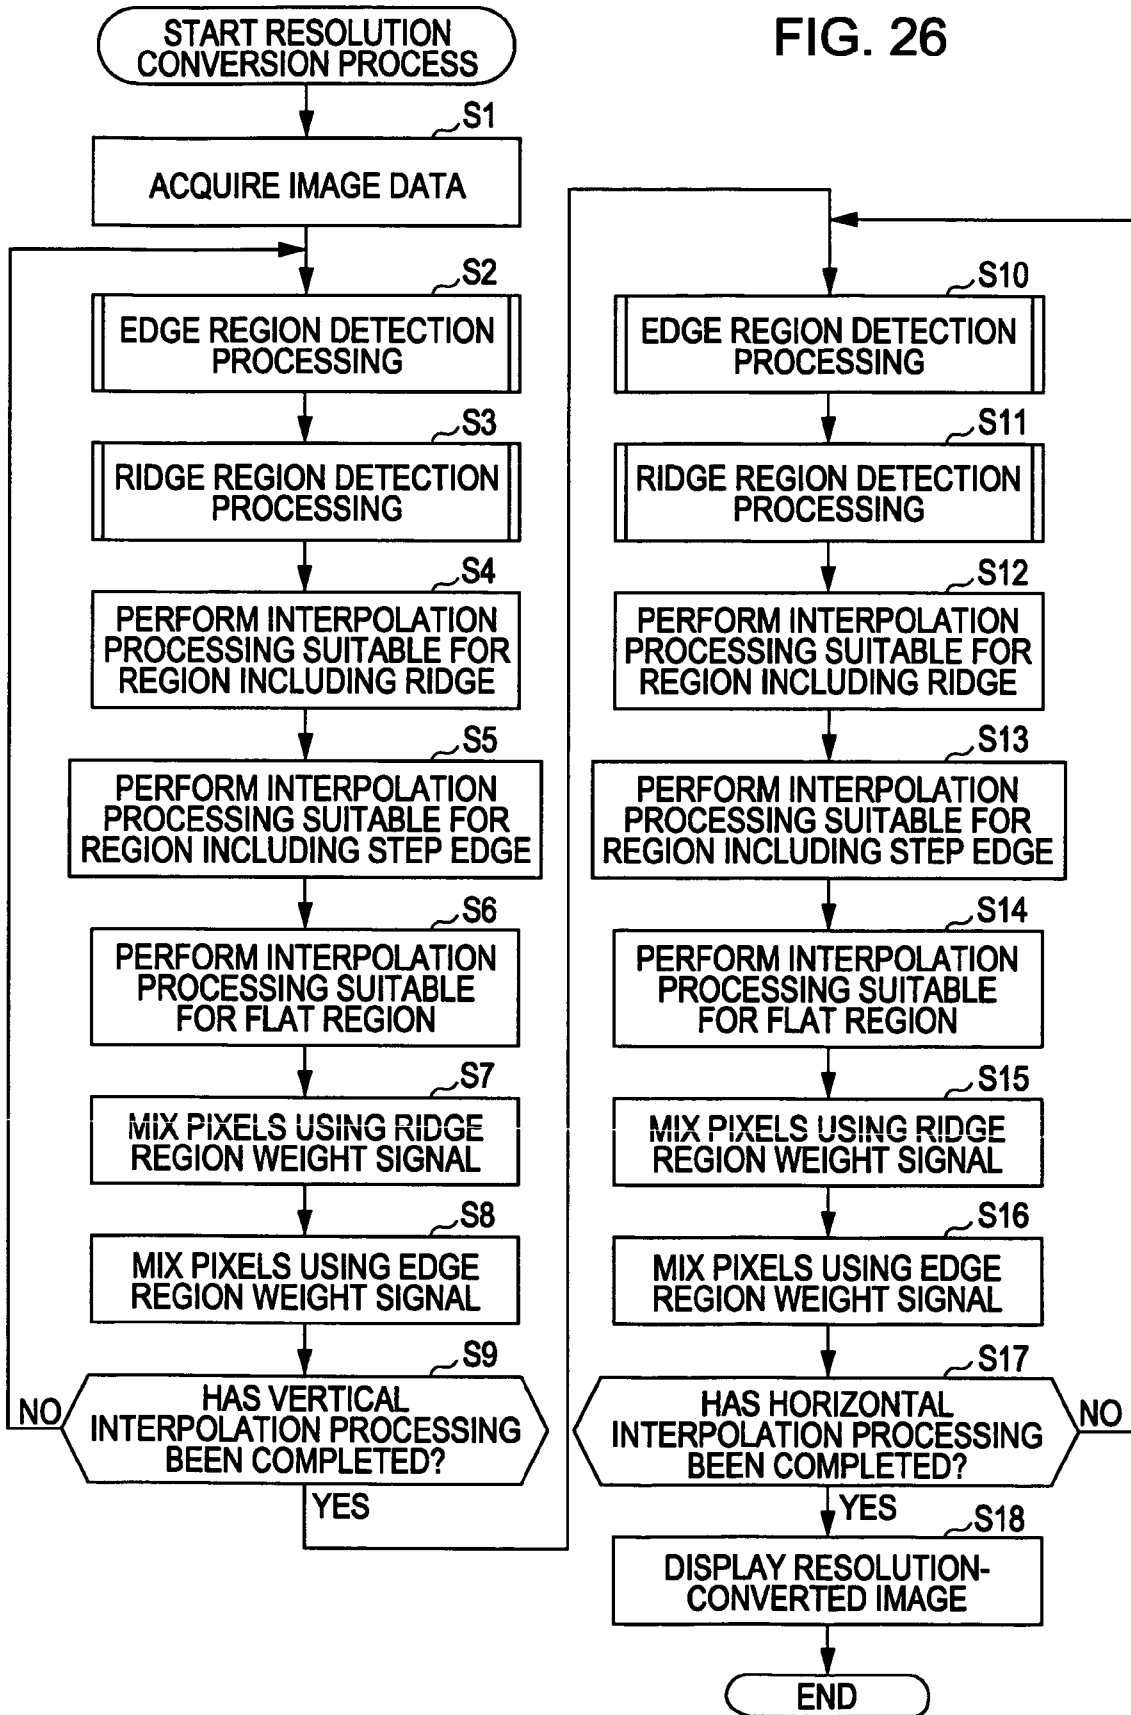 FIG. 26
START RESOLUTION
CONVERSION PROCESS
S1
ACQUIRE IMAGE DATA
S2
EDGE REGION DETECTION
PROCESSING
S3
RIDGE REGION DETECTION
PROCESSING
S4
PERFORM INTERPOLATION
PROCESSING SUITABLE FOR
REGION INCLUDING RIDGE
S5
PERFORM INTERPOLATION
PROCESSING SUITABLE FOR
REGION INCLUDING STEP EDGE
S6
PERFORM INTERPOLATION
PROCESSING SUITABLE
FOR FLAT REGION
S7
MIX PIXELS USING RIDGE
REGION WEIGHT SIGNAL
S8
MIX PIXELS USING EDGE
REGION WEIGHT SIGNAL
S9
HAS VERTICAL
INTERPOLATION PROCESSING
BEEN COMPLETED?
NO
YES
S10
EDGE REGION DETECTION
PROCESSING
S11
RIDGE REGION DETECTION
PROCESSING
S12
PERFORM INTERPOLATION
PROCESSING SUITABLE FOR
REGION INCLUDING RIDGE
S13
PERFORM INTERPOLATION
PROCESSING SUITABLE FOR
REGION INCLUDING STEP EDGE
S14
PERFORM INTERPOLATION
PROCESSING SUITABLE
FOR FLAT REGION
S15
MIX PIXELS USING RIDGE
REGION WEIGHT SIGNAL
S16
MIX PIXELS USING EDGE
REGION WEIGHT SIGNAL
S17
HAS HORIZONTAL
INTERPOLATION PROCESSING
BEEN COMPLETED?
NO
YES
S18
DISPLAY RESOLUTION-
CONVERTED IMAGE
END